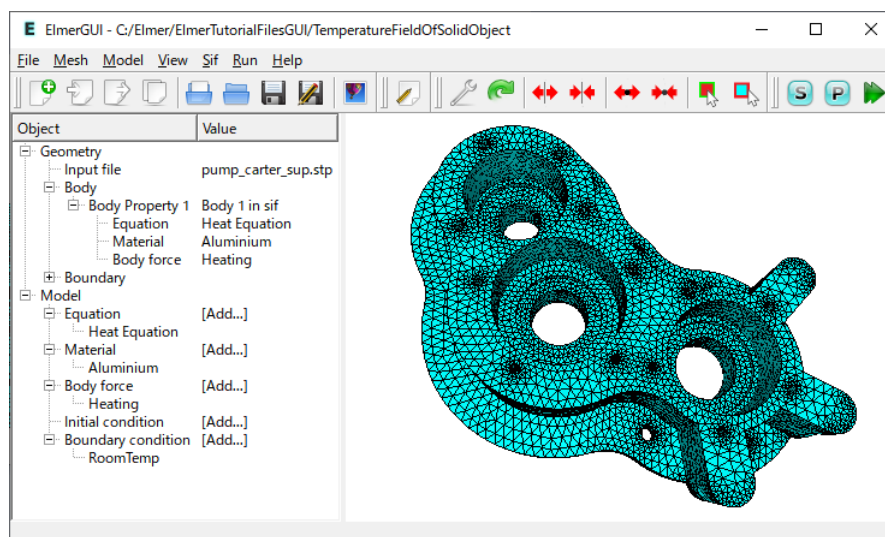 E ElmerGUI - C:/Elmer/ElmerTutorialFilesGUI/TemperatureFieldOfSolidObject
File Mesh Model View Sif Run Help
S P
Object Value
Geometry
Input file pump_carter_sup.stp
Body
Body Property 1 Body 1 in sif
Equation Heat Equation
Material Aluminium
Body force Heating
Boundary
Model
Equation [Add...]
Heat Equation
Material [Add...]
Aluminium
Body force [Add...]
Heating
Initial condition [Add...]
Boundary condition [Add...]
RoomTemp